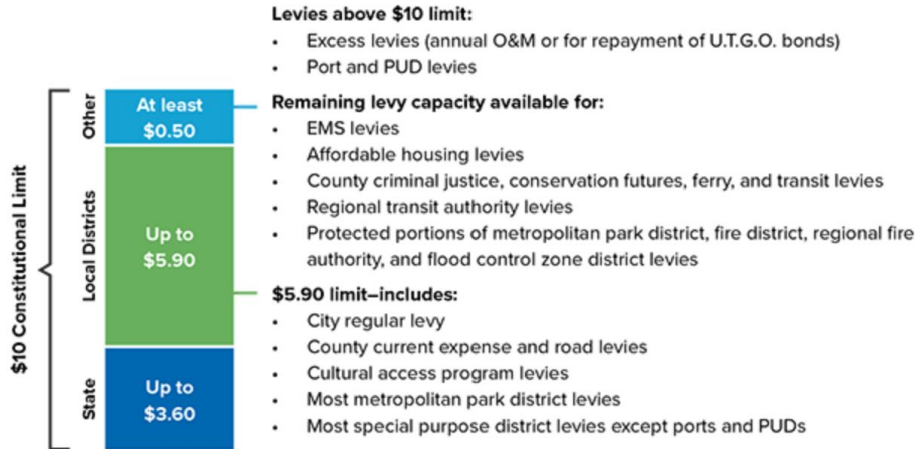 Levies above $10 limit:
• Excess levies (annual O&M or for repayment of U.T.G.O. bonds)
• Port and PUD levies
$10 Constitutional Limit
Other
At least
$0.50
Remaining levy capacity available for:
• EMS levies
• Affordable housing levies
• County criminal justice, conservation futures, ferry, and transit levies
• Regional transit authority levies
• Protected portions of metropolitan park district, fire district, regional fire
authority, and flood control zone district levies
Local Districts
Up to
$5.90
$5.90 limit–includes:
• City regular levy
• County current expense and road levies
• Cultural access program levies
• Most metropolitan park district levies
• Most special purpose district levies except ports and PUDs
State
Up to
$3.60